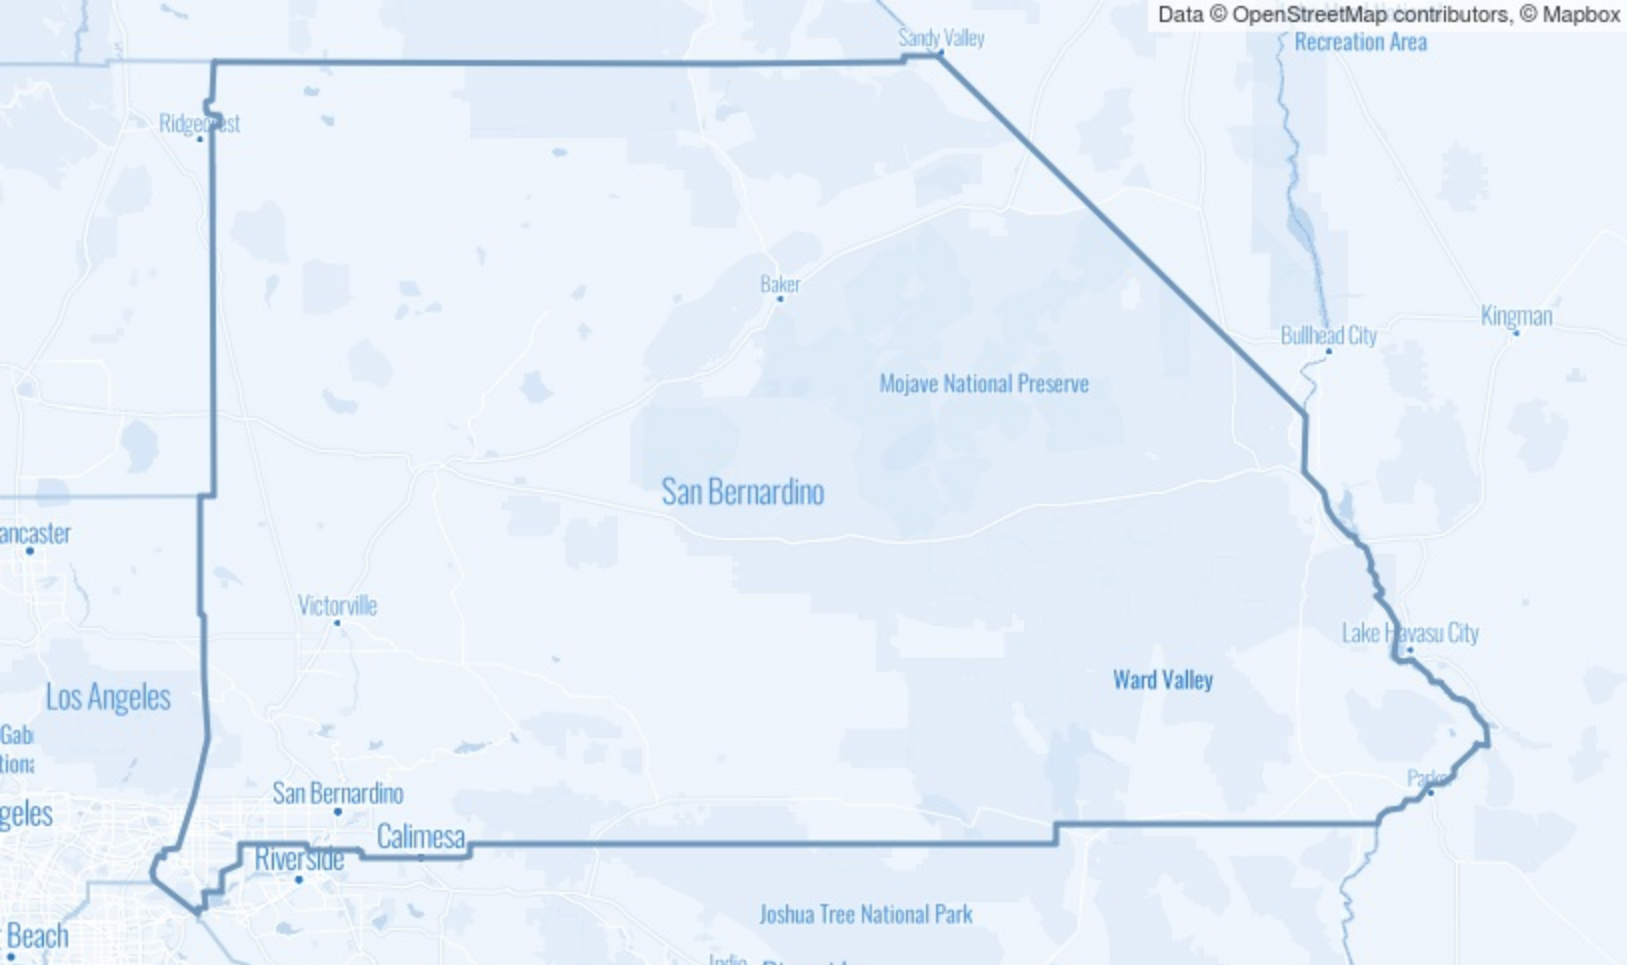 Data © OpenStreetMap contributors, © Mapbox
Sandy Valley
Recreation Area
Ridgecrest
Baker
Kingman
Bullhead City
Mojave National Preserve
San Bernardino
ancaster
Victorville
Lake Havasu City
Ward Valley
Los Angeles
Gab
tiona
Parker
San Bernardino
geles
Calimesa
Riverside
Joshua Tree National Park
Beach